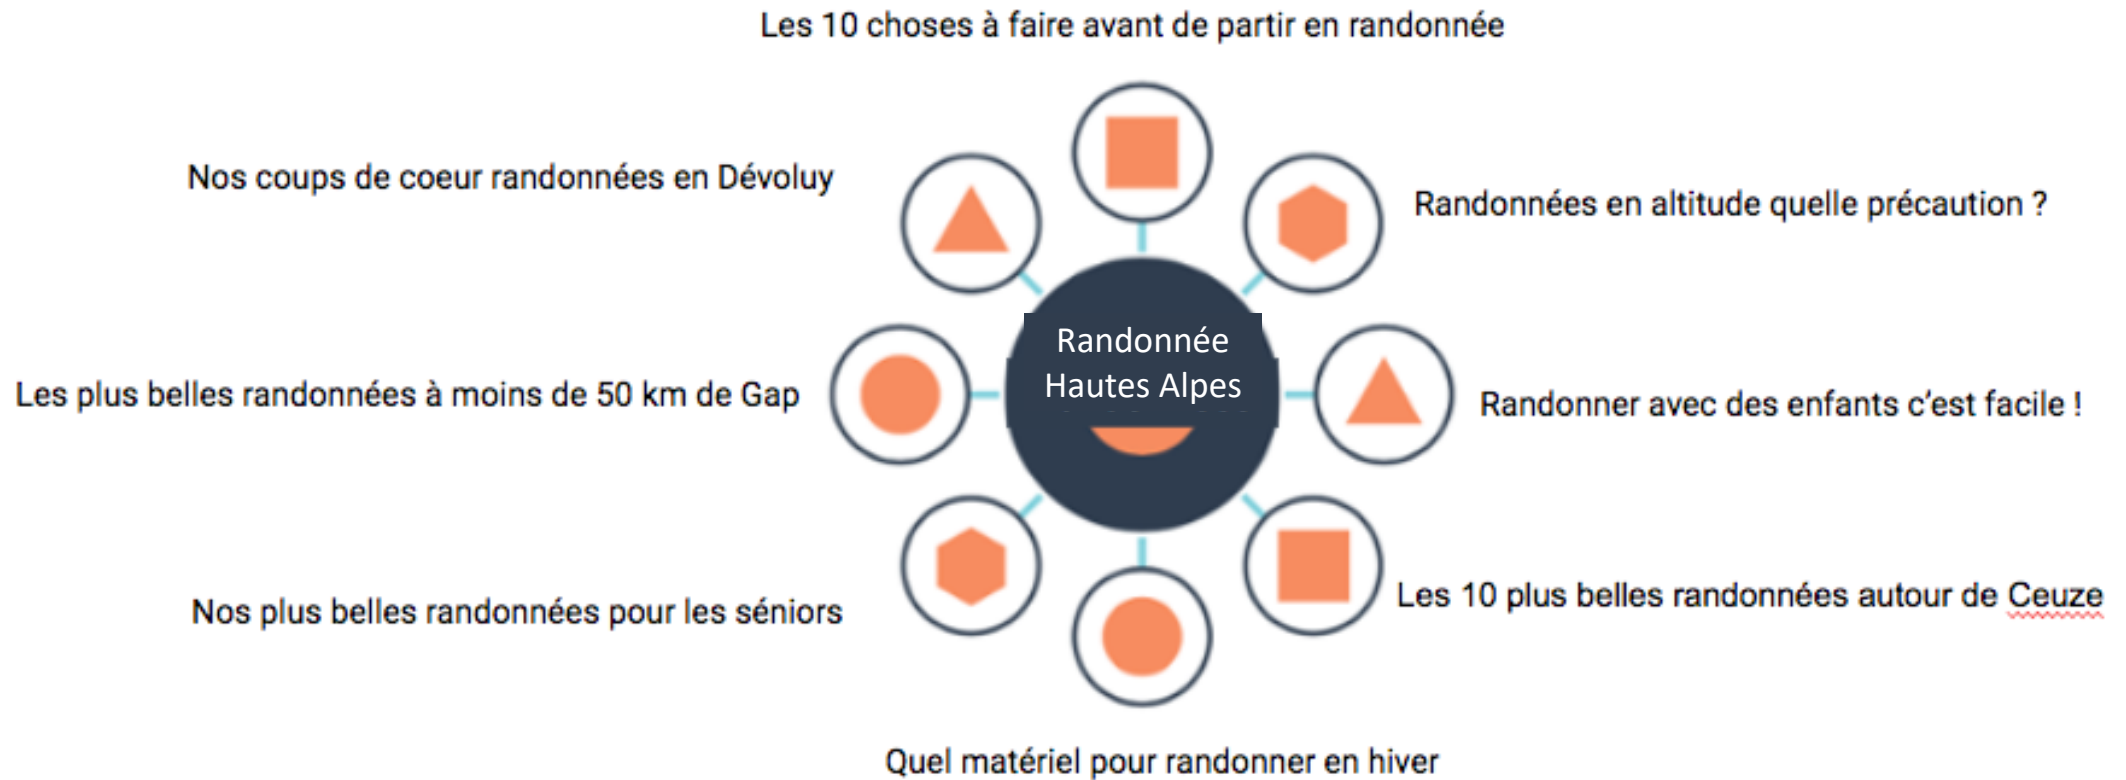 Les 10 choses à faire avant de partir en randonnée
Nos coups de coeur randonnées en Dévoluy
Randonnées en altitude quelle précaution ?
Randonnée
Hautes Alpes
Les plus belles randonnées à moins de 50 km de Gap
Randonner avec des enfants c'est facile !
Nos plus belles randonnées pour les séniors
Les 10 plus belles randonnées autour de Ceuze
Quel matériel pour randonner en hiver